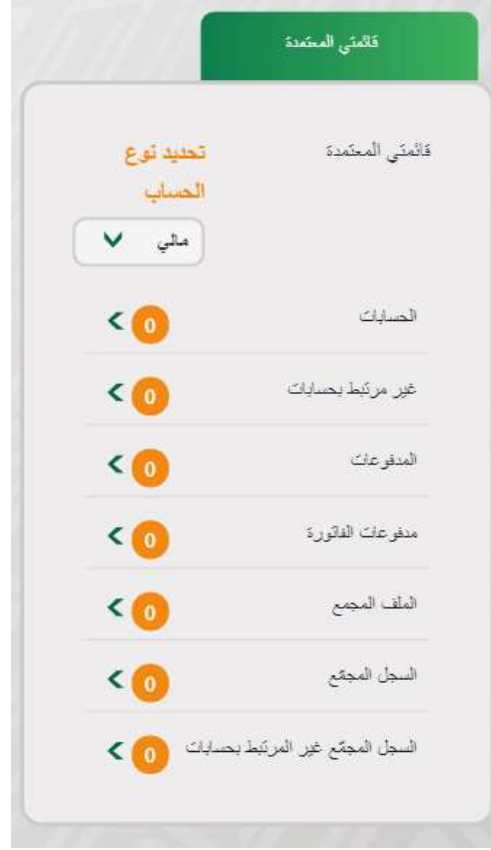 قائمتي المعتمدة
قائمتي المعتمدة
تحديد نوع
الحساب
مالي
الحسابات 0
غير مرتبط بحسابات 0
المدفوعات 0
مدفوعات الفاتورة 0
الملف المجمع 0
السجل المجمّع 0
السجل المجمّع غير المرتبط بحسابات 0